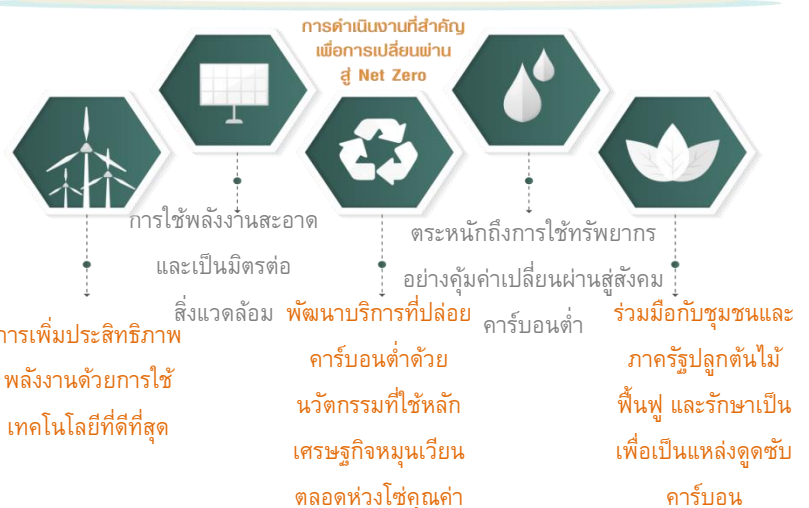 การดำเนินงานที่สำคัญ
เพื่อการเปลี่ยนผ่าน
สู่ Net Zero
การเพิ่มประสิทธิภาพ
พลังงานด้วยการใช้
เทคโนโลยีที่ดีที่สุด
การใช้พลังงานสะอาด
และเป็นมิตรต่อ
สิ่งแวดล้อม
พัฒนาบริการที่ปล่อย
คาร์บอนต่ำด้วย
นวัตกรรมที่ใช้หลัก
เศรษฐกิจหมุนเวียน
ตลอดห่วงโซ่คุณค่า
ตระหนักถึงการใช้ทรัพยากร
อย่างคุ้มค่าเปลี่ยนผ่านสู่สังคม
คาร์บอนต่ำ
ร่วมมือกับชุมชนและ
ภาครัฐปลูกต้นไม้
ฟื้นฟู และรักษาเป็น
เพื่อเป็นแหล่งดูดซับ
คาร์บอน